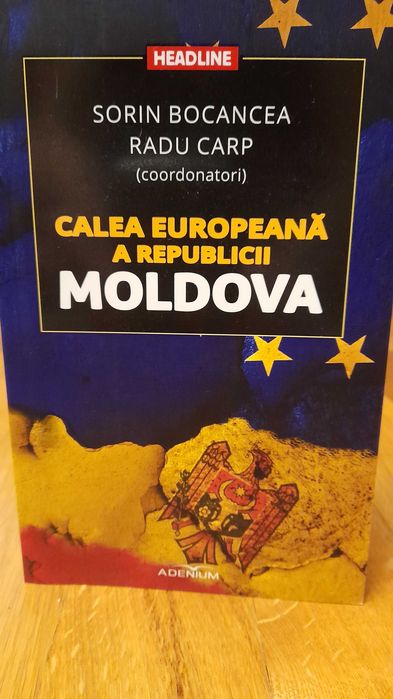 HEADLINE
SORIN BOCANCEA
RADU CARP
(coordonatori)
CALEA EUROPEANĂ
A REPUBLICII
MOLDOVA
ADENIUM